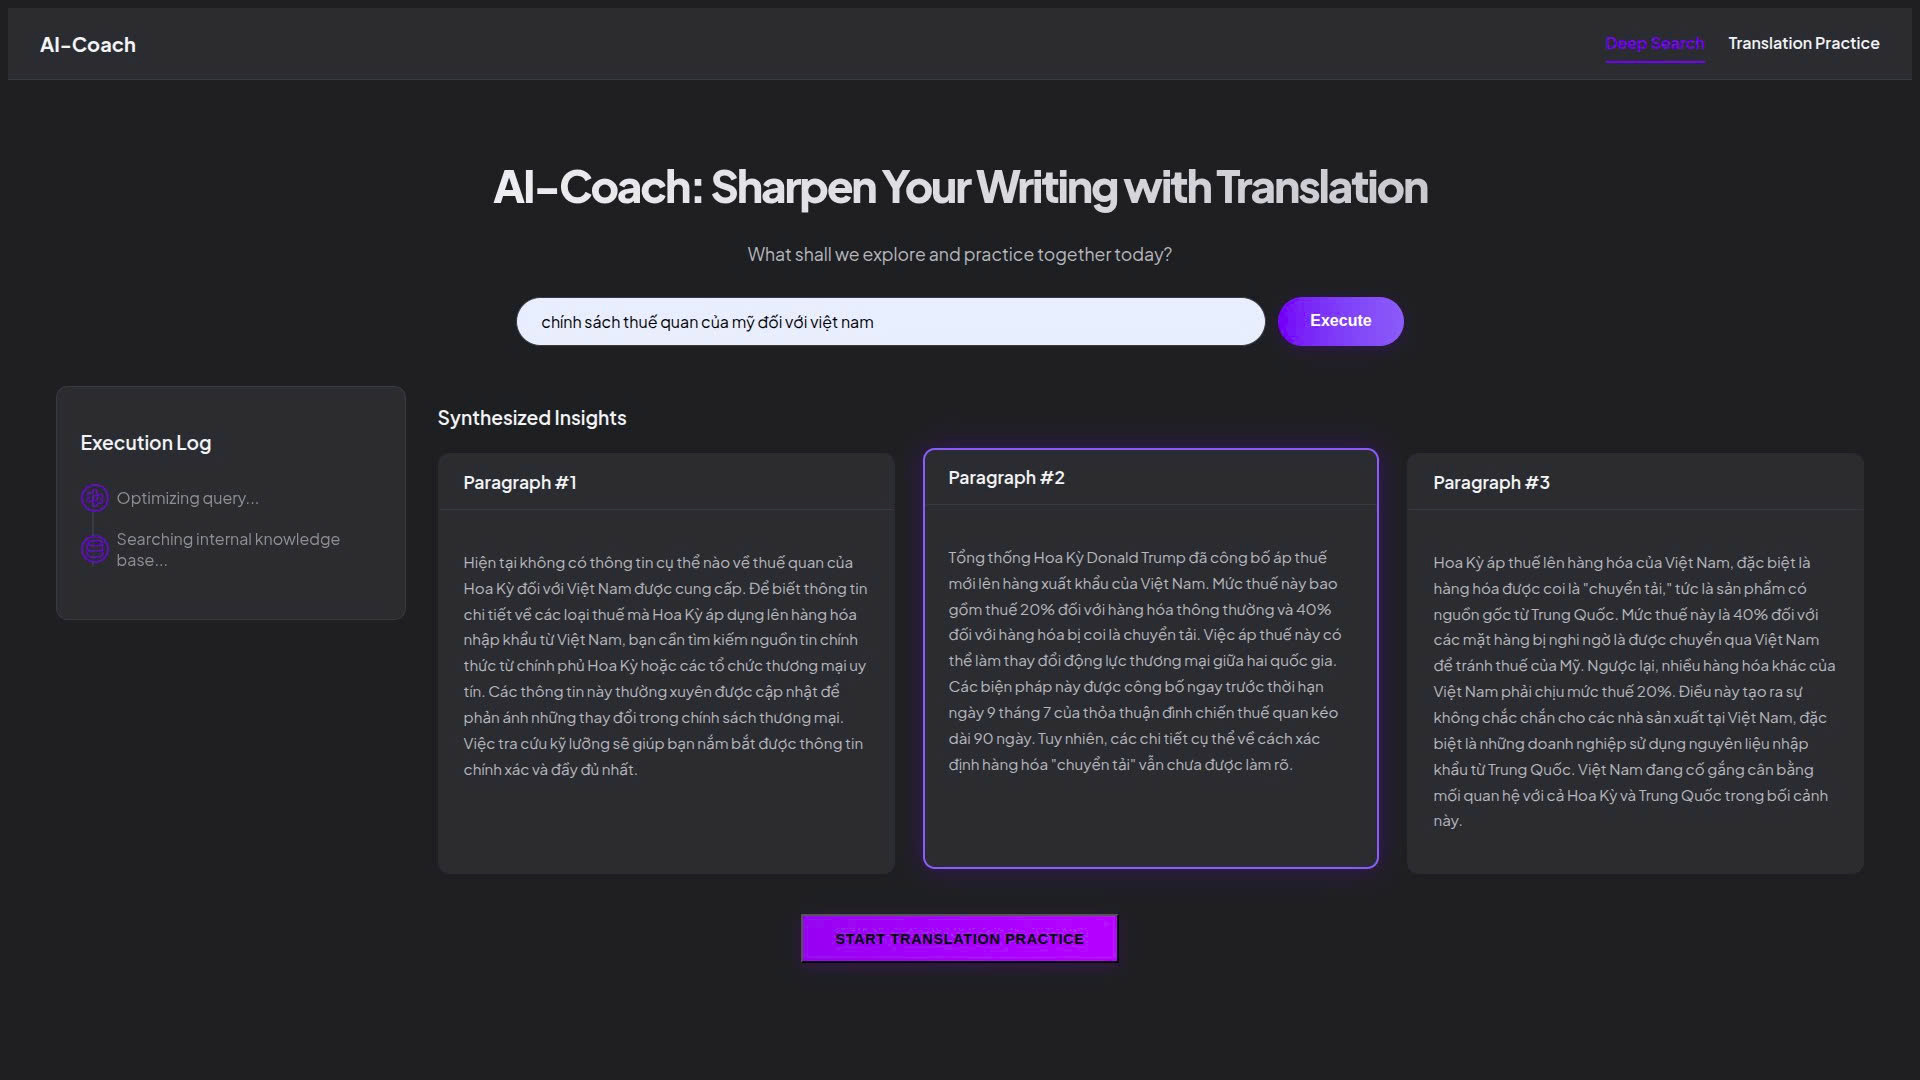 AI-Coach
Deep Search
Translation Practice
AI-Coach: Sharpen Your Writing with Translation
What shall we explore and practice together today?
chính sách thuế quan của mỹ đối với việt nam
Execute
Execution Log
Optimizing query...
Searching internal knowledge
base...
Synthesized Insights
Paragraph #1
Hiện tại không có thông tin cụ thể nào về thuế quan của
Hoa Kỳ đối với Việt Nam được cung cấp. Để biết thông tin
chi tiết về các loại thuế mà Hoa Kỳ áp dụng lên hàng hóa
nhập khẩu từ Việt Nam, bạn cần tìm kiếm nguồn tin chính
thức từ chính phủ Hoa Kỳ hoặc các tổ chức thương mại uy
tín. Các thông tin này thường xuyên được cập nhật để
phản ánh những thay đổi trong chính sách thương mại.
Việc tra cứu kỹ lưỡng sẽ giúp bạn nắm bắt được thông tin
chính xác và đầy đủ nhất.
Paragraph #2
Tổng thống Hoa Kỳ Donald Trump đã công bố áp thuế
mới lên hàng xuất khẩu của Việt Nam. Mức thuế này bao
gồm thuế 20% đối với hàng hóa thông thường và 40%
đối với hàng hóa bị coi là chuyển tải. Việc áp thuế này có
thể làm thay đổi động lực thương mại giữa hai quốc gia.
Các biện pháp này được công bố ngay trước thời hạn
ngày 9 tháng 7 của thỏa thuận đình chiến thuế quan kéo
dài 90 ngày. Tuy nhiên, các chi tiết cụ thể về cách xác
định hàng hóa "chuyển tải" vẫn chưa được làm rõ.
Paragraph #3
Hoa Kỳ áp thuế lên hàng hóa của Việt Nam, đặc biệt là
hàng hóa được coi là "chuyển tải," tức là sản phẩm có
nguồn gốc từ Trung Quốc. Mức thuế này là 40% đối với
các mặt hàng bị nghi ngờ là được chuyển qua Việt Nam
để tránh thuế của Mỹ. Ngược lại, nhiều hàng hóa khác của
Việt Nam phải chịu mức thuế 20%. Điều này tạo ra sự
không chắc chắn cho các nhà sản xuất tại Việt Nam, đặc
biệt là những doanh nghiệp sử dụng nguyên liệu nhập
khẩu từ Trung Quốc. Việt Nam đang cố gắng cân bằng
mối quan hệ với cả Hoa Kỳ và Trung Quốc trong bối cảnh
này.
START TRANSLATION PRACTICE